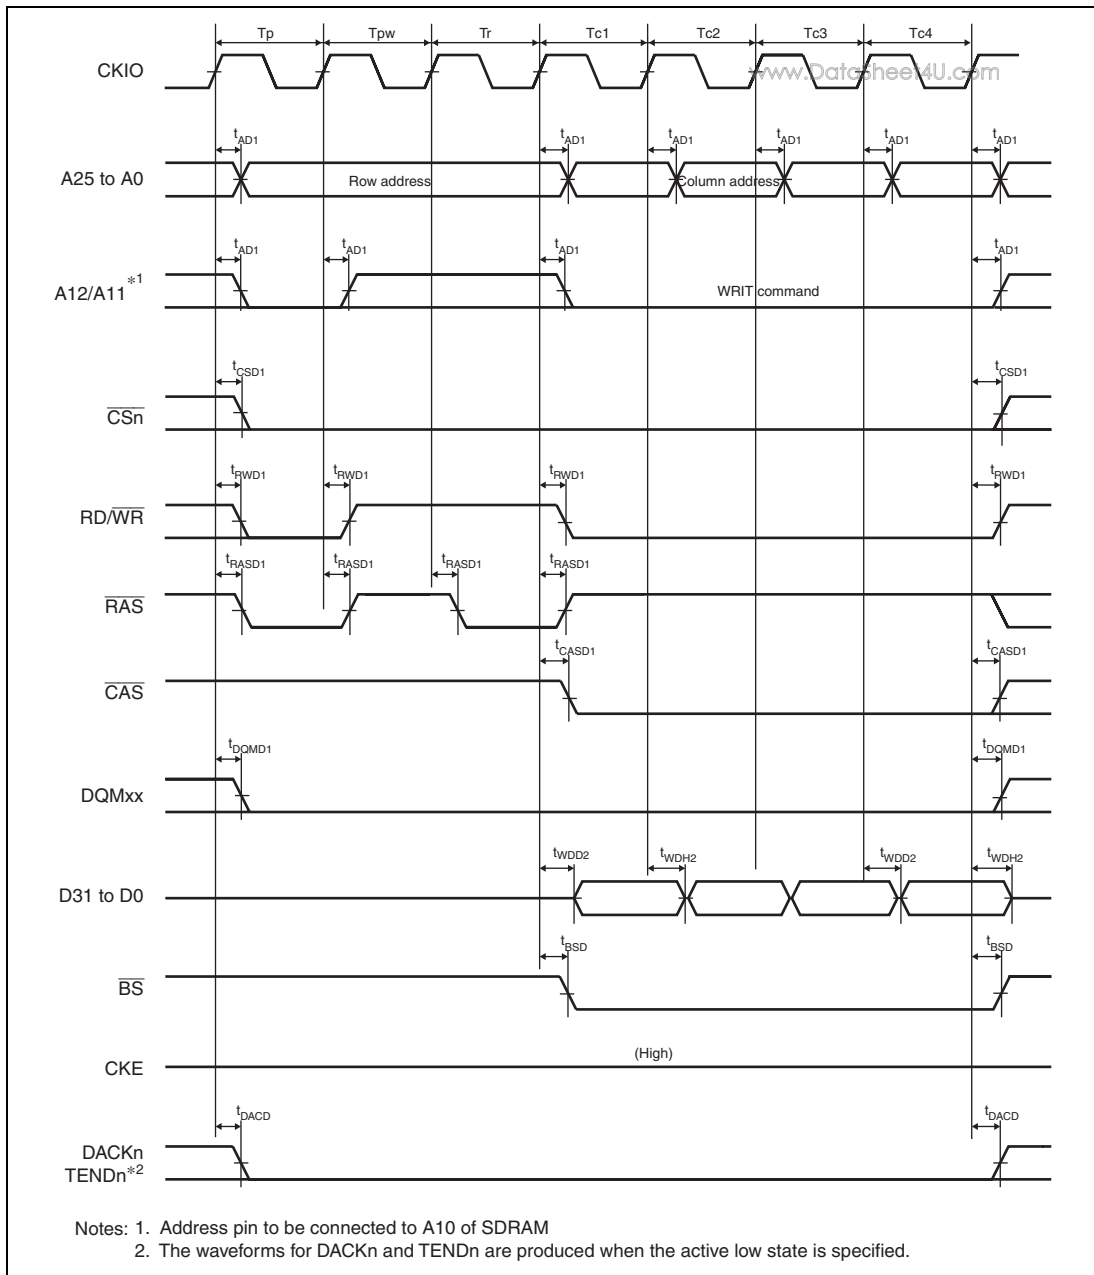 Tp Tpw Tr Tc1 Tc2 Tc3 Tc4
CKIO
www.DataSheet4U.com
tAD1 tAD1 tAD1 tAD1 tAD1 tAD1
A25 to A0
Row address
Column address
tAD1 tAD1 tAD1 tAD1
A12/A11*1
WRIT command
tCSD1 tCSD1
CSn
tRWD1 tRWD1 tRWD1 tRWD1
RD/WR
tRASD1 tRASD1 tRASD1 tRASD1
RAS
tCASD1 tCASD1
CAS
tDQMD1 tDQMD1
DQMxx
tWDD2 tWDH2 tWDD2 tWDH2
D31 to D0
tBSD tBSD
BS
(High)
CKE
tDACD tDACD
DACKn
TENDn*2
Notes: 1. Address pin to be connected to A10 of SDRAM
2. The waveforms for DACKn and TENDn are produced when the active low state is specified.